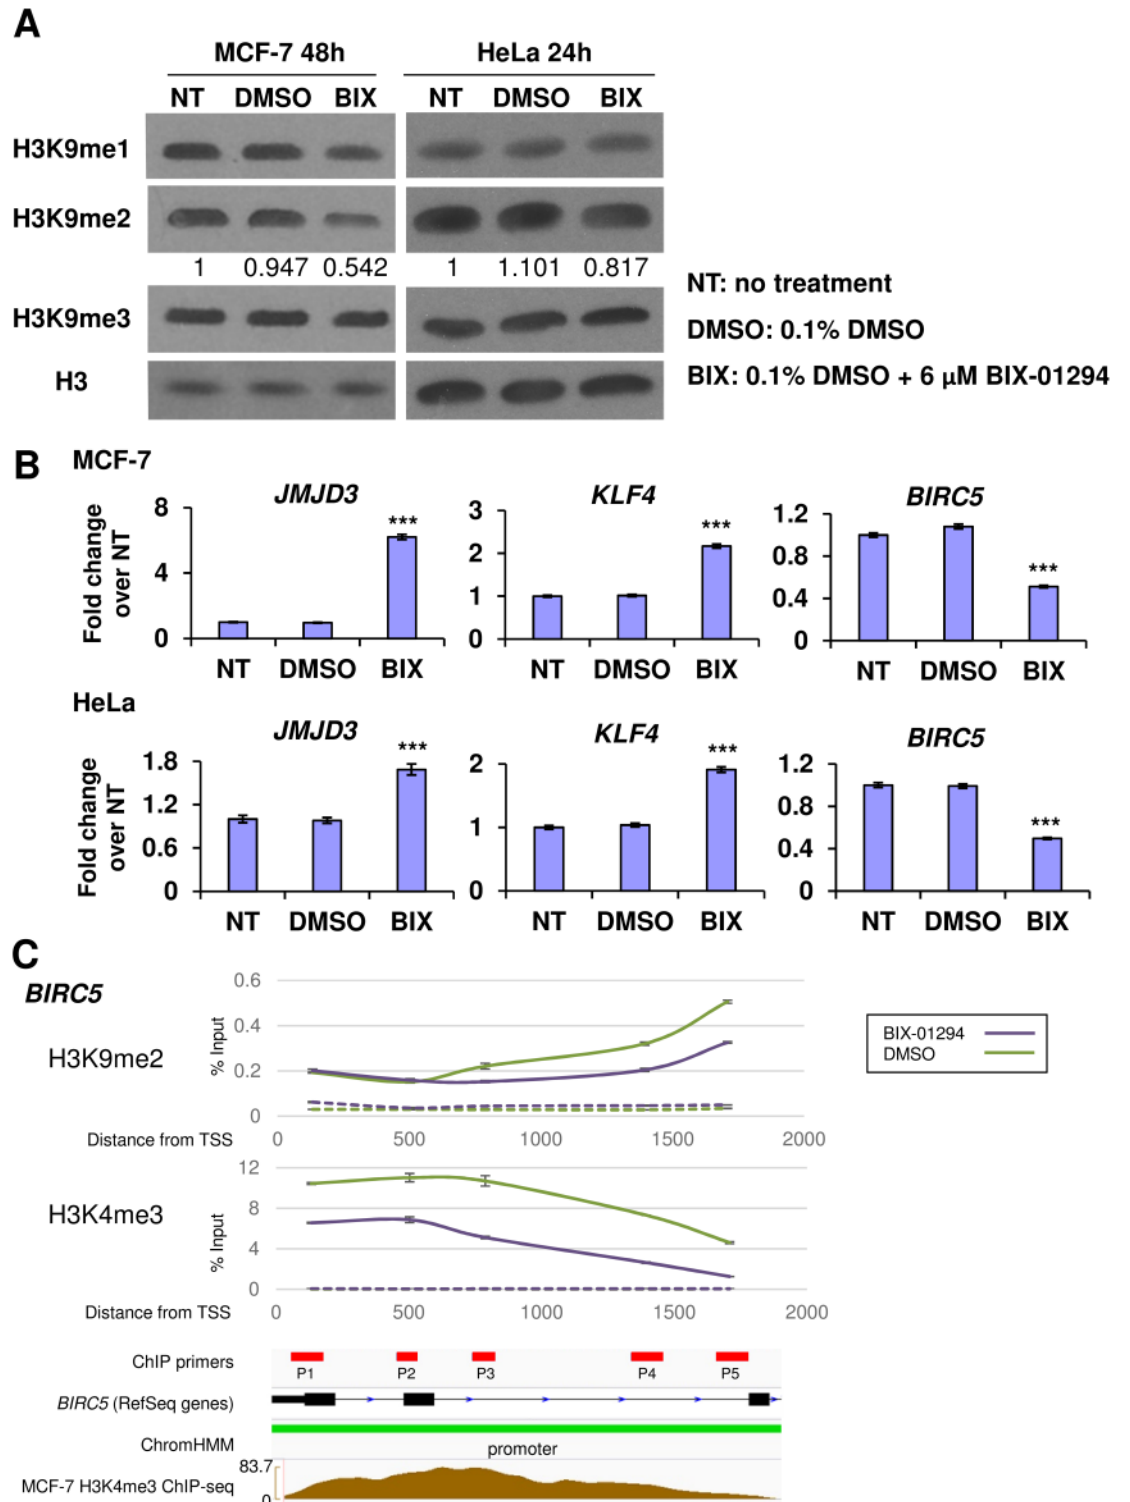 A
MCF-7 48h HeLa 24h
NT DMSO BIX NT DMSO BIX
H3K9me1
H3K9me2
1 0.947 0.542 1 1.101 0.817
H3K9me3
H3
NT: no treatment
DMSO: 0.1% DMSO
BIX: 0.1% DMSO + 6 µM BIX-01294
B
MCF-7
JMJD3 KLF4 BIRC5
Fold change
over NT
8
4
0
***
NT DMSO BIX
3
2
1
0
***
NT DMSO BIX
1.2
0.8
0.4
0
***
NT DMSO BIX
HeLa
JMJD3 KLF4 BIRC5
Fold change
over NT
1.8
1.2
0.6
0
***
NT DMSO BIX
2
1
0
***
NT DMSO BIX
1.2
0.8
0.4
0
***
NT DMSO BIX
C
BIRC5
H3K9me2
% Input
0.6
0.4
0.2
0
Distance from TSS 0 500 1000 1500 2000
BIX-01294
DMSO
H3K4me3
% Input
12
8
4
0
Distance from TSS 0 500 1000 1500 2000
ChIP primers
P1 P2 P3 P4 P5
BIRC5 (RefSeq genes)
ChromHMM
promoter
83.7
MCF-7 H3K4me3 ChIP-seq
0